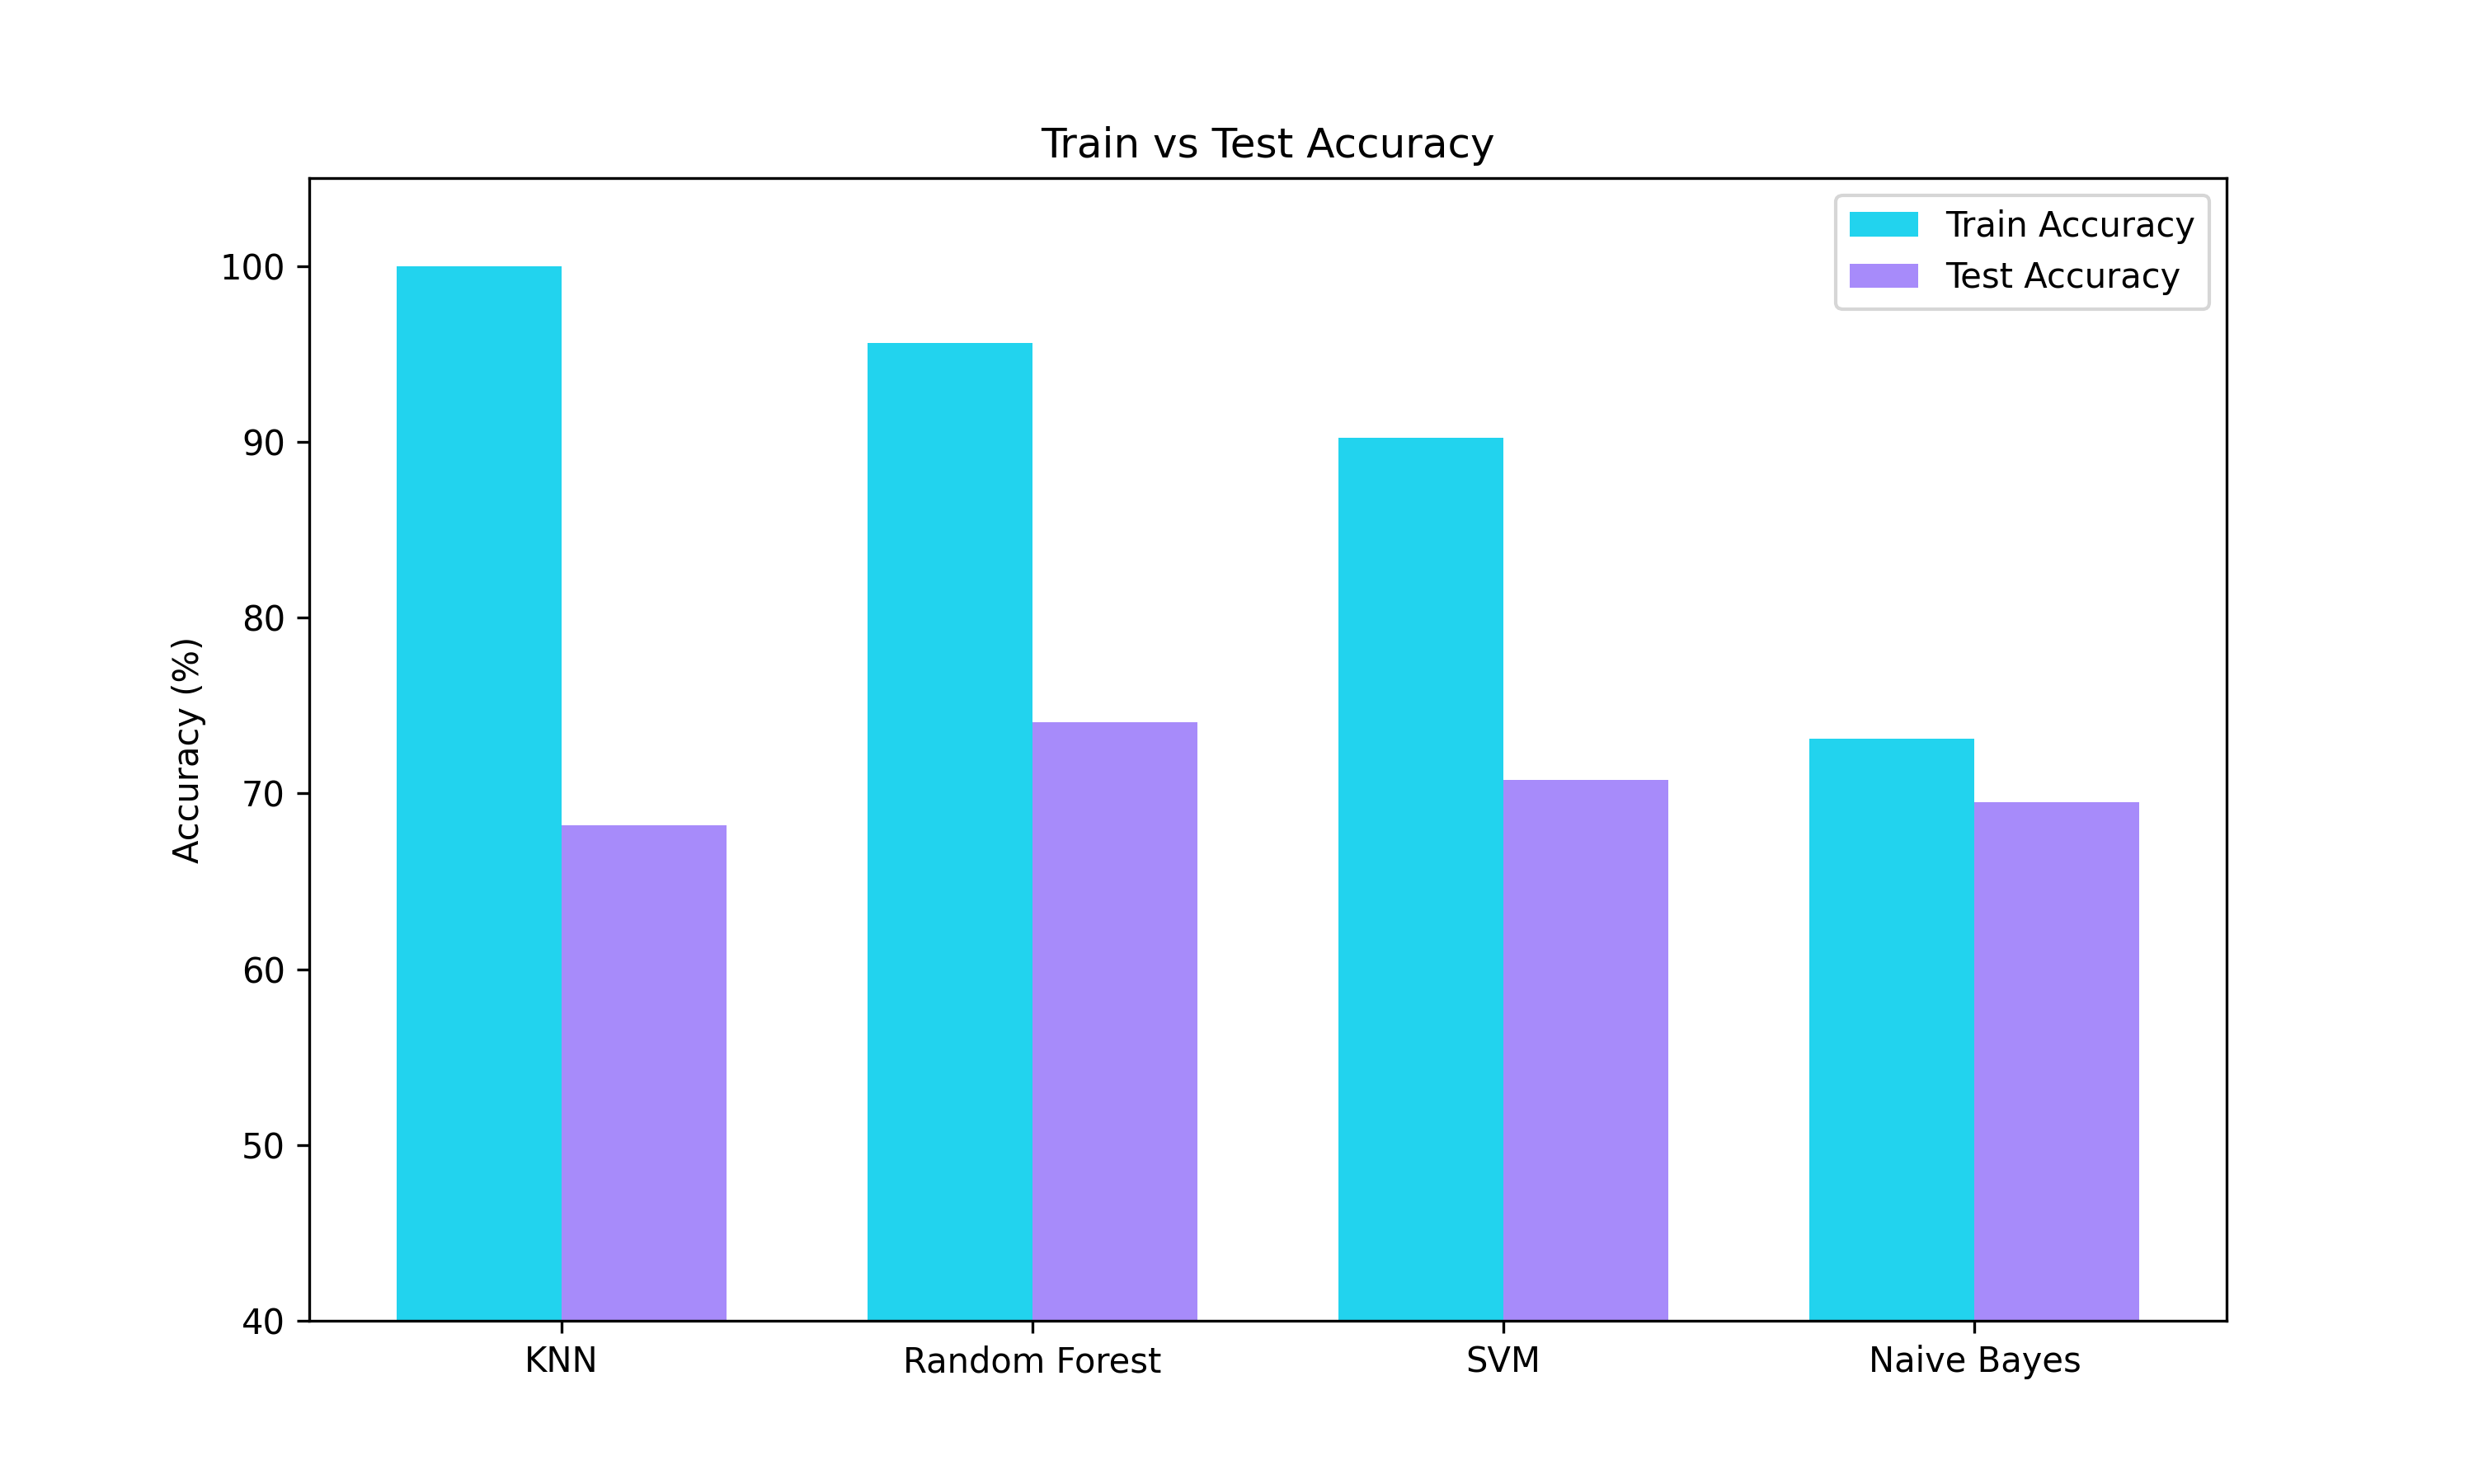 Train vs Test Accuracy
Train Accuracy
Test Accuracy
Accuracy (%)
100
90
80
70
60
50
40
KNN
Random Forest
SVM
Naive Bayes